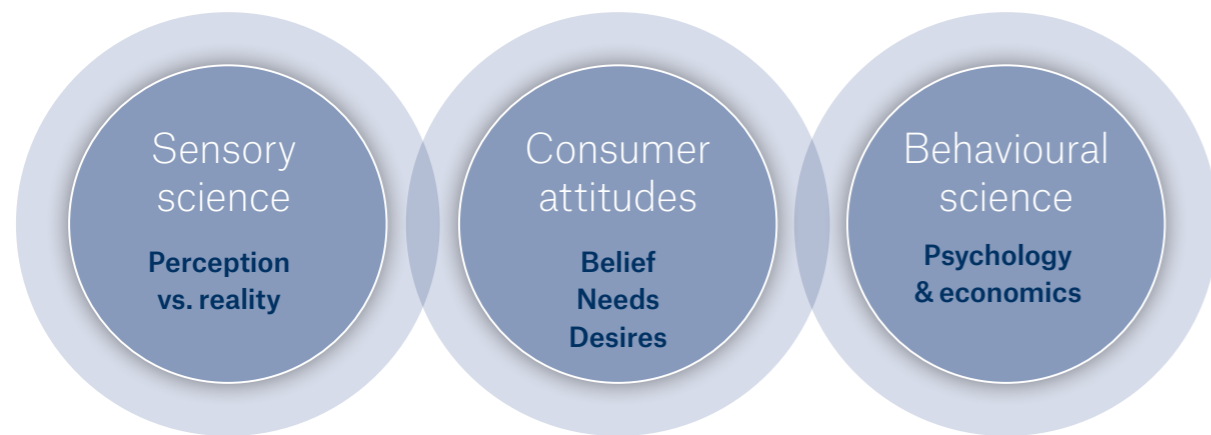 Sensory
science
Perception
vs. reality
Consumer
attitudes
Belief
Needs
Desires
Behavioural
science
Psychology
& economics